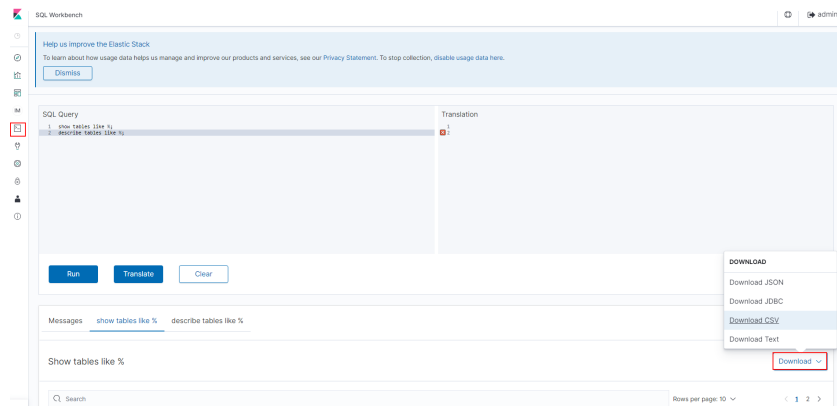 SQL Workbench
admin
Help us improve the Elastic Stack
To learn about how usage data helps us manage and improve our products and services, see our Privacy Statement. To stop collection, disable usage data here.
Dismiss
IM
SQL Query
Translation
1 show tables like %;
2 describe tables like %;
1
2
Run
Translate
Clear
DOWNLOAD
Download JSON
Download JDBC
Download CSV
Download Text
Messages
show tables like %
describe tables like %
Show tables like %
Download
Search
Rows per page: 10
1 2